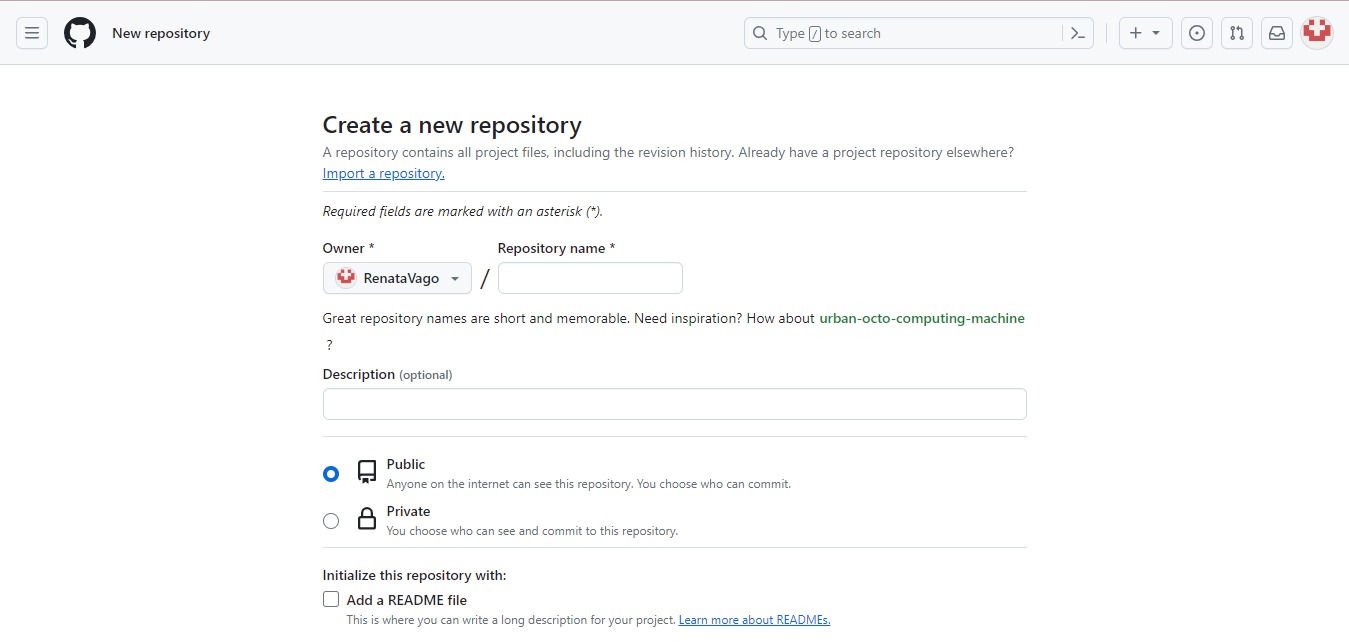 New repository
Type / to search
Create a new repository
A repository contains all project files, including the revision history. Already have a project repository elsewhere?
Import a repository.
Required fields are marked with an asterisk (*).
Owner * Repository name *
RenataVago /
Great repository names are short and memorable. Need inspiration? How about urban-octo-computing-machine
?
Description (optional)
Public
Anyone on the internet can see this repository. You choose who can commit.
Private
You choose who can see and commit to this repository.
Initialize this repository with:
Add a README file
This is where you can write a long description for your project. Learn more about READMEs.